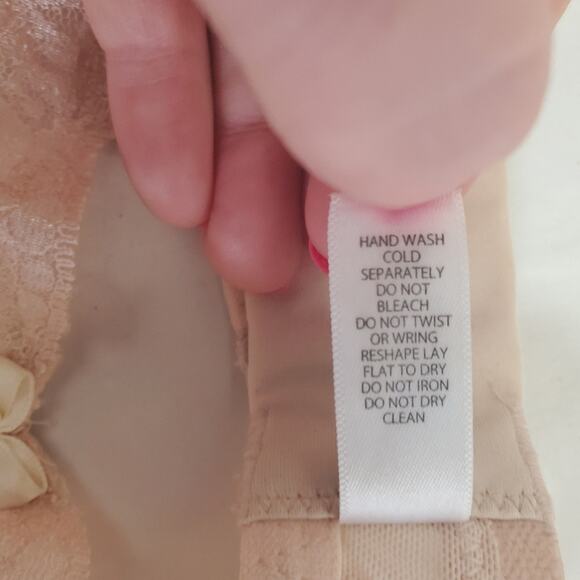 HAND WASH
COLD
SEPARATELY
DO NOT
BLEACH
DO NOT TWIST
OR WRING
RESHAPE LAY
FLAT TO DRY
DO NOT IRON
DO NOT DRY
CLEAN